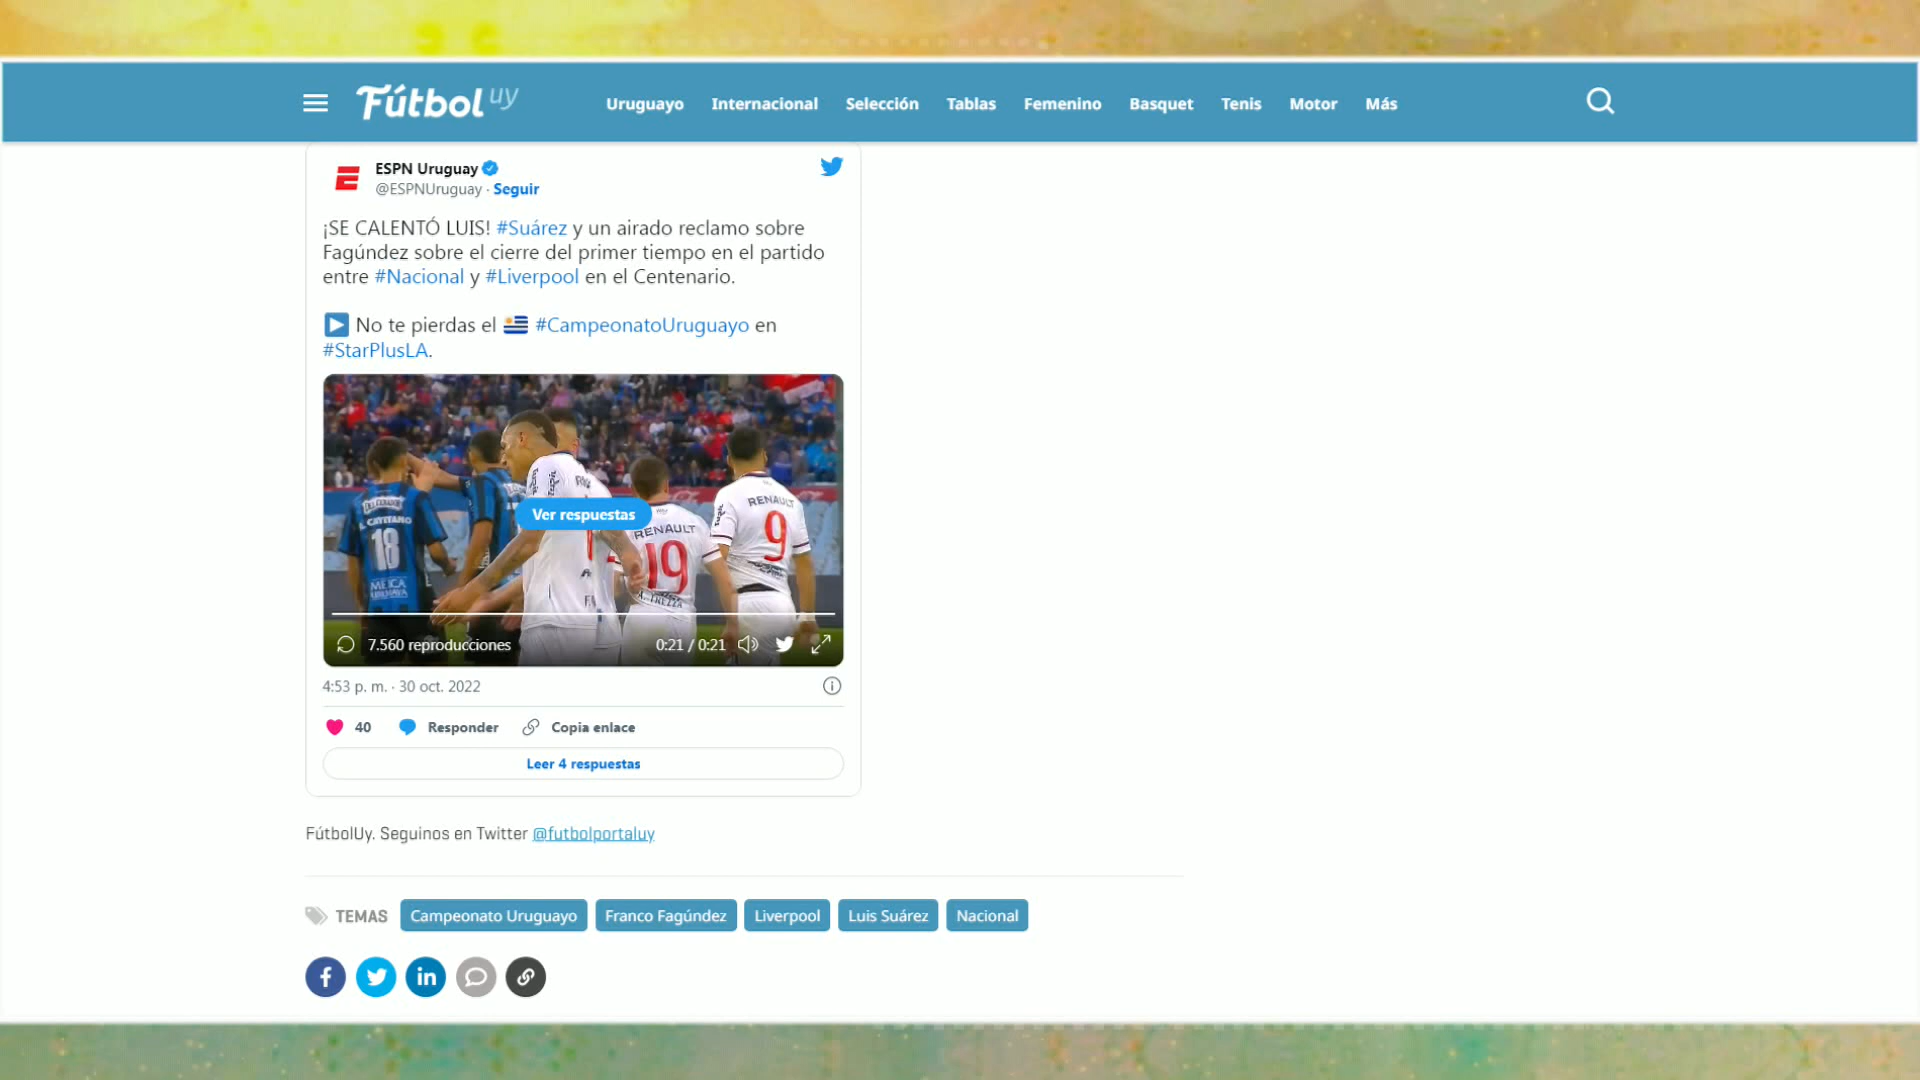 Fútbol uy
Uruguayo Internacional Selección Tablas Femenino Basquet Tenis Motor Más
ESPN Uruguay
@ESPNUruguay · Seguir
¡SE CALENTÓ LUIS! #Suárez y un airado reclamo sobre
Fagúndez sobre el cierre del primer tiempo en el partido
entre #Nacional y #Liverpool en el Centenario.
No te pierdas el #CampeonatoUruguayo en
#StarPlusLA.
CAYETANO
18
RENAULT
19
A. TREZZA
RENAULT
9
Ver respuestas
7.560 reproducciones 0:21 / 0:21
4:53 p. m. · 30 oct. 2022
40 Responder Copia enlace
Leer 4 respuestas
FútbolUy. Seguinos en Twitter @futbolportaluy
TEMAS Campeonato Uruguayo Franco Fagúndez Liverpool Luis Suárez Nacional